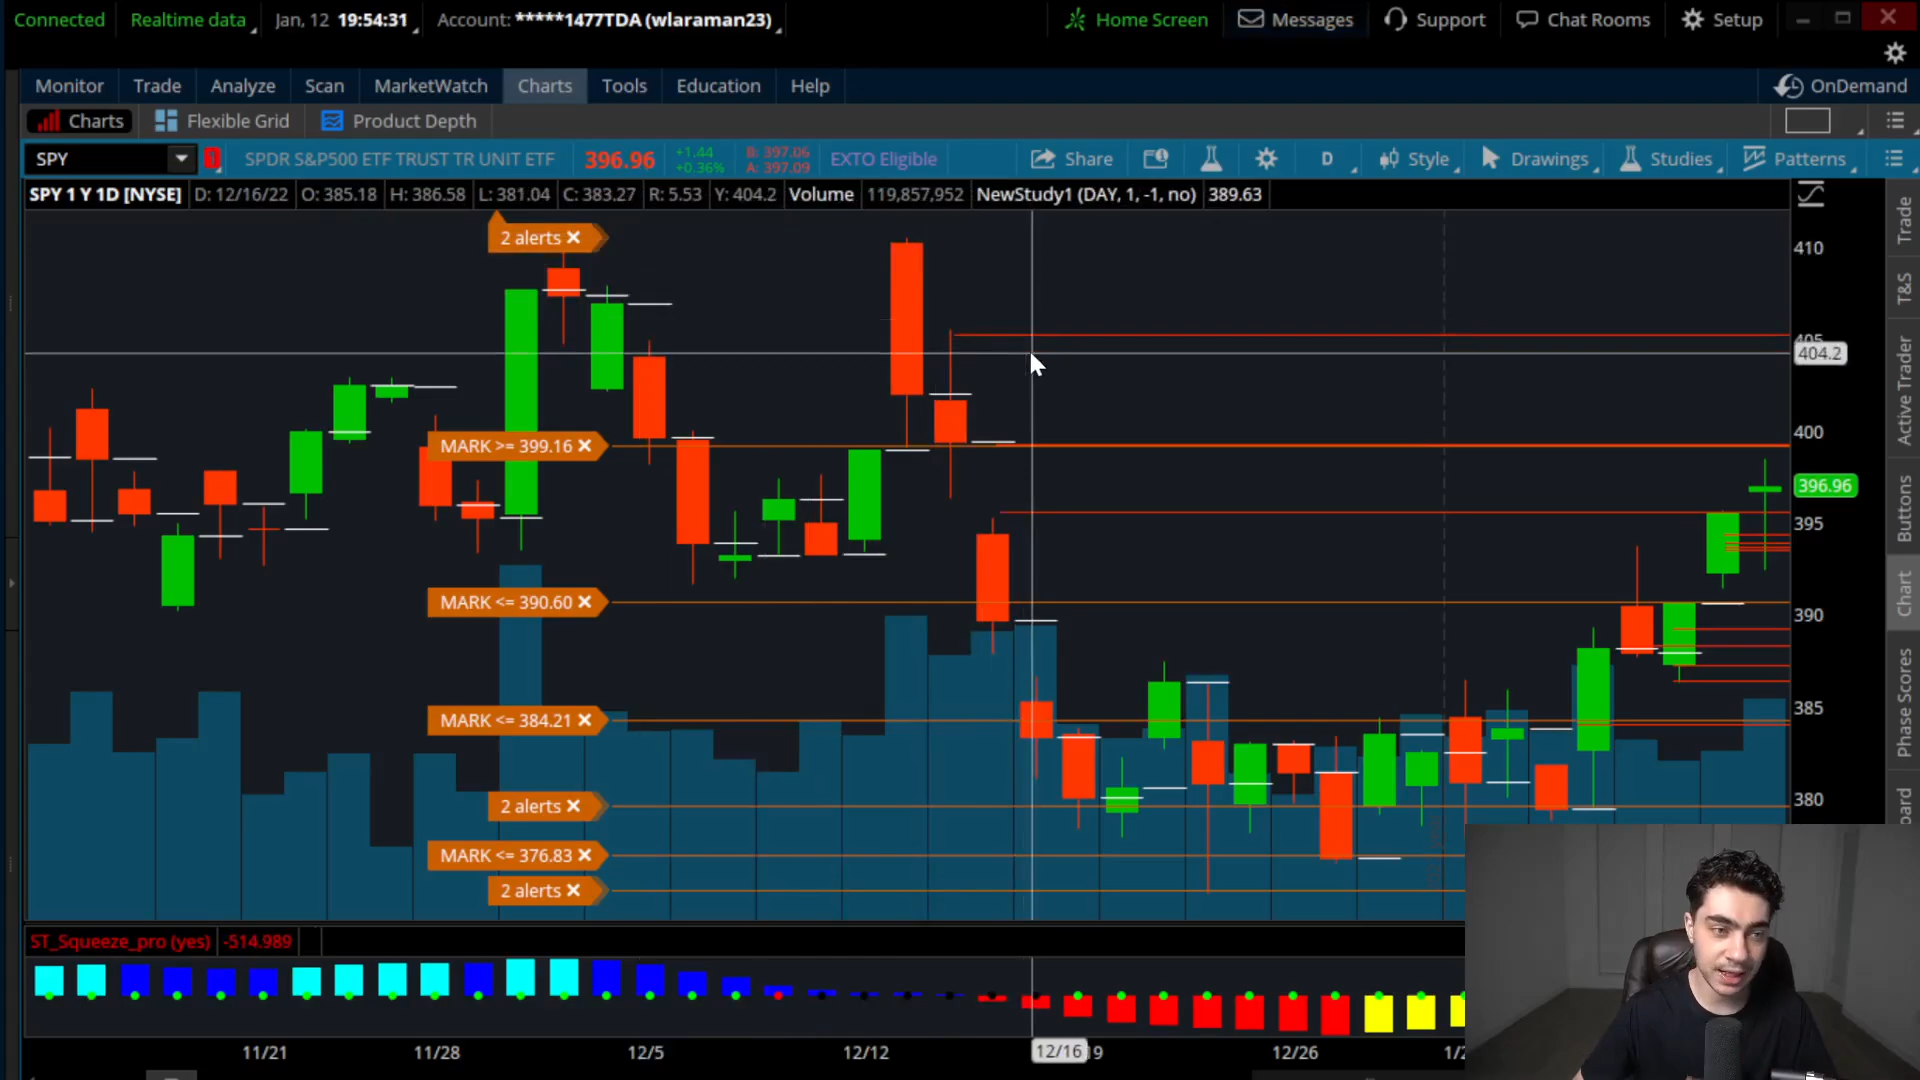 Connected Realtime data Jan, 12 19:54:31 Account: *****1477TDA (wlaraman23) Home Screen Messages Support Chat Rooms Setup
Monitor Trade Analyze Scan MarketWatch Charts Tools Education Help OnDemand
Charts Flexible Grid Product Depth
SPY SPDR S&P500 ETF TRUST TR UNIT ETF 396.96 +1.44 +0.36% B: 397.06 A: 397.09 EXTO Eligible Share D Style Drawings Studies Patterns
SPY 1 Y 1D [NYSE] D: 12/16/22 O: 385.18 H: 386.58 L: 381.04 C: 383.27 R: 5.53 Y: 404.2 Volume 119,857,952 NewStudy1 (DAY, 1, -1, no) 389.63
2 alerts
410
405
404.2
MARK >= 399.16
400
396.96
395
MARK <= 390.60
390
MARK <= 384.21
385
2 alerts
380
MARK <= 376.83
2 alerts
Trade
T&S
Active Trader
Buttons
Chart
Phase Scores
ST_Squeeze_pro (yes) -514.989
11/21 11/28 12/5 12/12 12/16 12/26